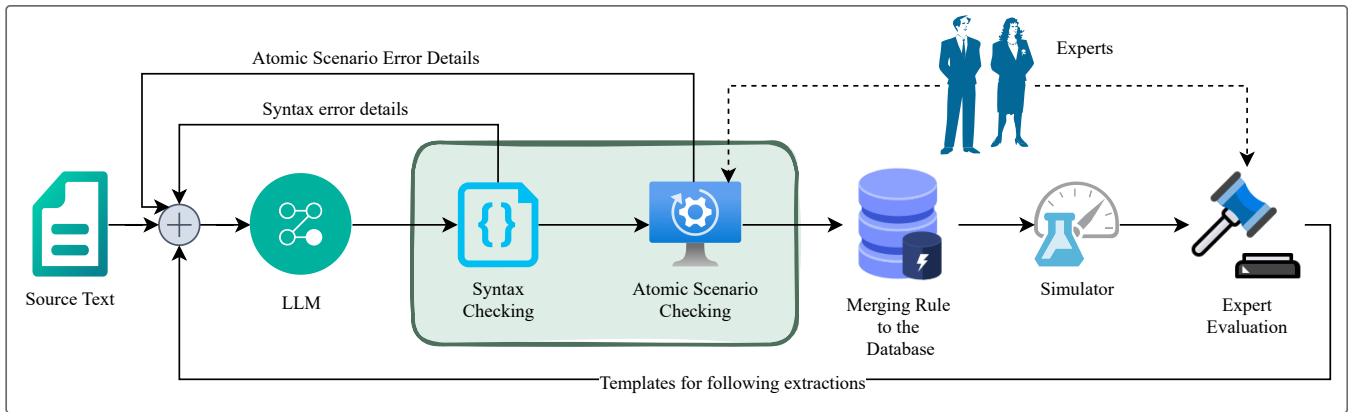 Experts
Atomic Scenario Error Details
Syntax error details
{ }
Source Text
LLM
Syntax
Checking
Atomic Scenario
Checking
Merging Rule
to the
Database
Simulator
Expert
Evaluation
Templates for following extractions